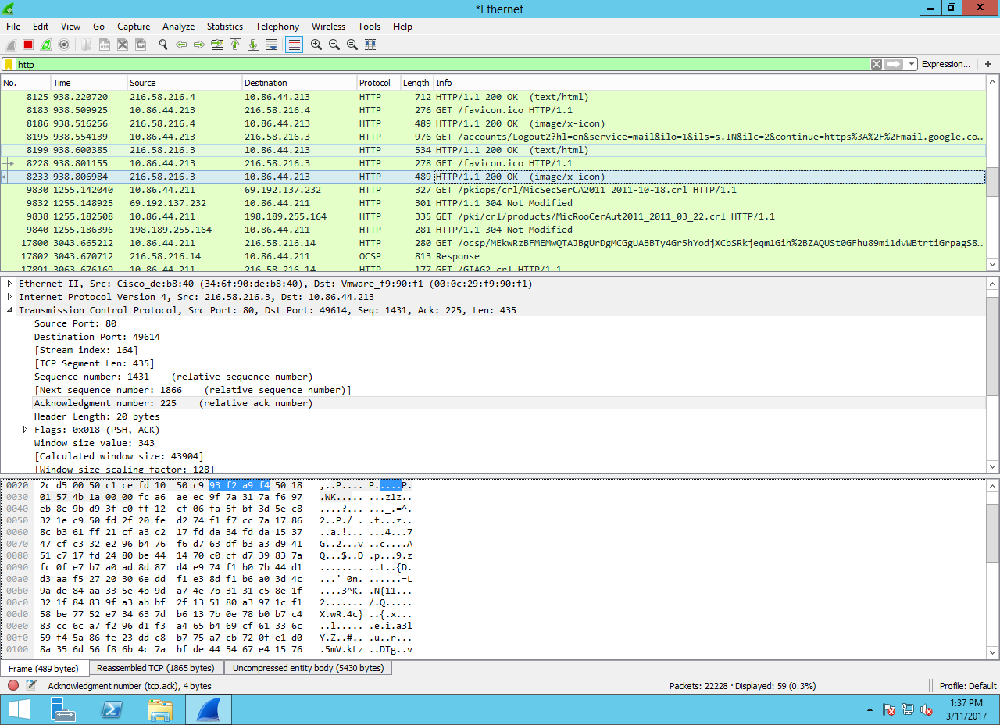 *Ethernet
File Edit View Go Capture Analyze Statistics Telephony Wireless Tools Help
http Expression... +
No. Time Source Destination Protocol Length Info
8125 938.220720 216.58.216.4 10.86.44.213 HTTP 712 HTTP/1.1 200 OK (text/html)
8183 938.509925 10.86.44.213 216.58.216.4 HTTP 276 GET /favicon.ico HTTP/1.1
8186 938.516256 216.58.216.4 10.86.44.213 HTTP 489 HTTP/1.1 200 OK (image/x-icon)
8195 938.554139 10.86.44.213 216.58.216.3 HTTP 976 GET /accounts/Logout2?hl=en&service=mail&ilo=1&ils=s.IN&ilc=2&continue=https%3A%2F%2Fmail.google.co...
8199 938.600385 216.58.216.3 10.86.44.213 HTTP 534 HTTP/1.1 200 OK (text/html)
8228 938.801155 10.86.44.213 216.58.216.3 HTTP 278 GET /favicon.ico HTTP/1.1
8233 938.806984 216.58.216.3 10.86.44.213 HTTP 489 HTTP/1.1 200 OK (image/x-icon)
9830 1255.142040 10.86.44.211 69.192.137.232 HTTP 327 GET /pkiops/crl/MicSecSerCA2011_2011-10-18.crl HTTP/1.1
9832 1255.148925 69.192.137.232 10.86.44.211 HTTP 301 HTTP/1.1 304 Not Modified
9838 1255.182508 10.86.44.211 198.189.255.164 HTTP 335 GET /pki/crl/products/MicRooCerAut2011_2011_03_22.crl HTTP/1.1
9840 1255.186396 198.189.255.164 10.86.44.211 HTTP 281 HTTP/1.1 304 Not Modified
17800 3043.665212 10.86.44.211 216.58.216.14 HTTP 280 GET /ocsp/MEkwRzBFMEMwQTAJBgUrDgMCGgUABBTy4Gr5hYodjXCbSRkjeqm1Gih%2BZAQUSt0GFhu89mi1dvWBtrtiGrpagS8...
17802 3043.670712 216.58.216.14 10.86.44.211 OCSP 813 Response
17891 3063.676169 10.86.44.211 216.58.216.14 HTTP 177 GET /GIAG2.crl HTTP/1.1
Ethernet II, Src: Cisco_de:b8:40 (34:6f:90:de:b8:40), Dst: Vmware_f9:90:f1 (00:0c:29:f9:90:f1)
Internet Protocol Version 4, Src: 216.58.216.3, Dst: 10.86.44.213
Transmission Control Protocol, Src Port: 80, Dst Port: 49614, Seq: 1431, Ack: 225, Len: 435
Source Port: 80
Destination Port: 49614
[Stream index: 164]
[TCP Segment Len: 435]
Sequence number: 1431 (relative sequence number)
[Next sequence number: 1866 (relative sequence number)]
Acknowledgment number: 225 (relative ack number)
Header Length: 20 bytes
Flags: 0x018 (PSH, ACK)
Window size value: 343
[Calculated window size: 43904]
[Window size scaling factor: 128]
0020 2c d5 00 50 c1 ce fd 10 50 c9 93 f2 a9 f4 50 18 ,..P.... P.....P.
0030 01 57 4b 1a 00 00 fc a6 ae ec 9f 7a 31 7a f6 97 .WK..... ...z1z..
0040 eb 8e 9b d9 3f c0 ff 12 cf 06 fa 5f bf 3d 5e c8 ....?... ..._.=^.
0050 32 1e c9 50 fd 2f 20 fe d2 74 f1 f7 cc 7a 17 86 2..P./ . .t...z..
0060 8c b3 61 ff 21 cf a3 c2 17 fd da 34 fd da 15 37 ..a.!... ...4...7
0070 47 cf c3 32 e2 96 b4 76 f6 d7 63 df b3 a3 d9 41 G..2...v ..c....A
0080 51 c7 17 fd 24 80 be 44 14 70 c0 cf d7 39 83 7a Q...$..D .p...9.z
0090 fc 0f e7 b7 a0 ad 8d 87 d4 e9 74 f1 b0 7b 44 d1 ........ ..t..{D.
00a0 d3 aa f5 27 20 30 6e dd f1 e3 8d f1 b6 a0 3d 4c ...' 0n. ......=L
00b0 9a de 84 aa 33 5e 4b 9d a7 4e 7b 31 31 c5 8e 1f ....3^K. .N{11...
00c0 32 1f 84 83 9f a3 ab bf 2f 13 51 80 a3 97 1c f1 2....... /.Q.....
00d0 58 be 77 52 e7 34 63 7d b6 13 7b 0e 78 b0 b7 c4 X.wR.4c} ..{.x...
00e0 83 cc 6c a7 f2 96 d1 f3 a4 65 b4 69 cf 61 33 6c ..l..... .e.i.a3l
00f0 59 f4 5a 86 fe 23 dd c8 b7 75 a7 cb 72 0f e1 d0 Y.Z..#.. .u..r...
0100 8a 35 6d 56 f8 6b 4c 7a bf de 44 54 67 e4 15 76 .5mV.kLz ..DTg..v
Frame (489 bytes) Reassembled TCP (1865 bytes) Uncompressed entity body (5430 bytes)
Acknowledgment number (tcp.ack), 4 bytes Packets: 22228 · Displayed: 59 (0.3%) Profile: Default
1:37 PM
3/11/2017